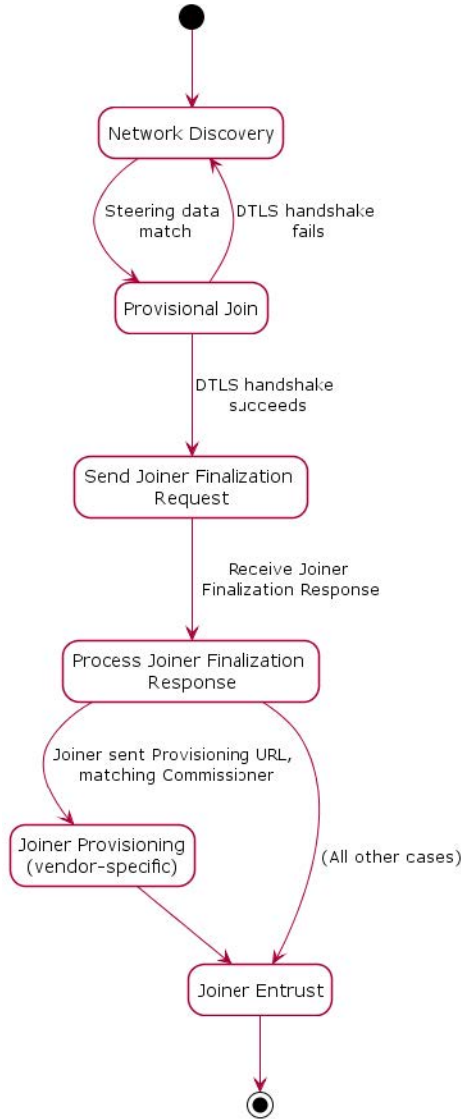 Network Discovery
Steering data
match
DTLS handshake
fails
Provisional Join
DTLS handshake
succeeds
Send Joiner Finalization
Request
Receive Joiner
Finalization Response
Process Joiner Finalization
Response
Joiner sent Provisioning URL,
matching Commissioner
Joiner Provisioning
(vendor-specific)
(All other cases)
Joiner Entrust